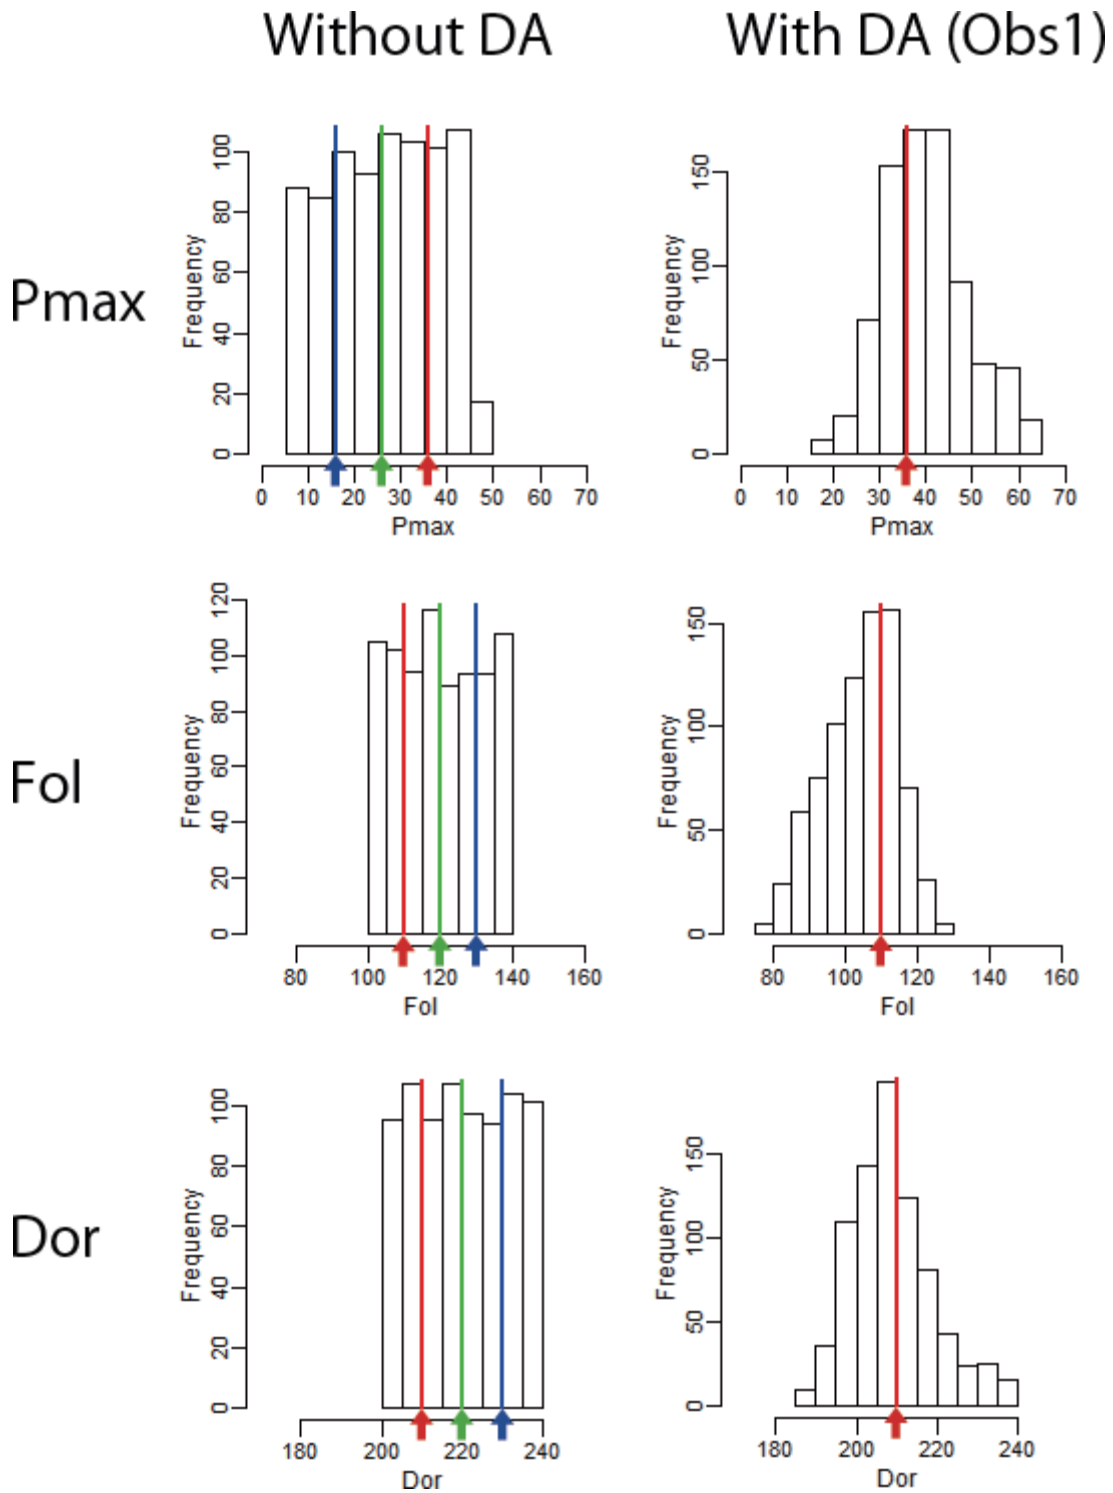 Without DA
With DA (Obs1)
Pmax
Frequency
0 20 40 60 80 100
0 10 20 30 40 50 60 70
Pmax
Frequency
0 50 100 150
0 10 20 30 40 50 60 70
Pmax
Fol
Frequency
0 20 40 60 80 100 120
80 100 120 140 160
Fol
Frequency
0 50 100 150
80 100 120 140 160
Fol
Dor
Frequency
0 20 40 60 80 100
180 200 220 240
Dor
Frequency
0 50 100 150
180 200 220 240
Dor